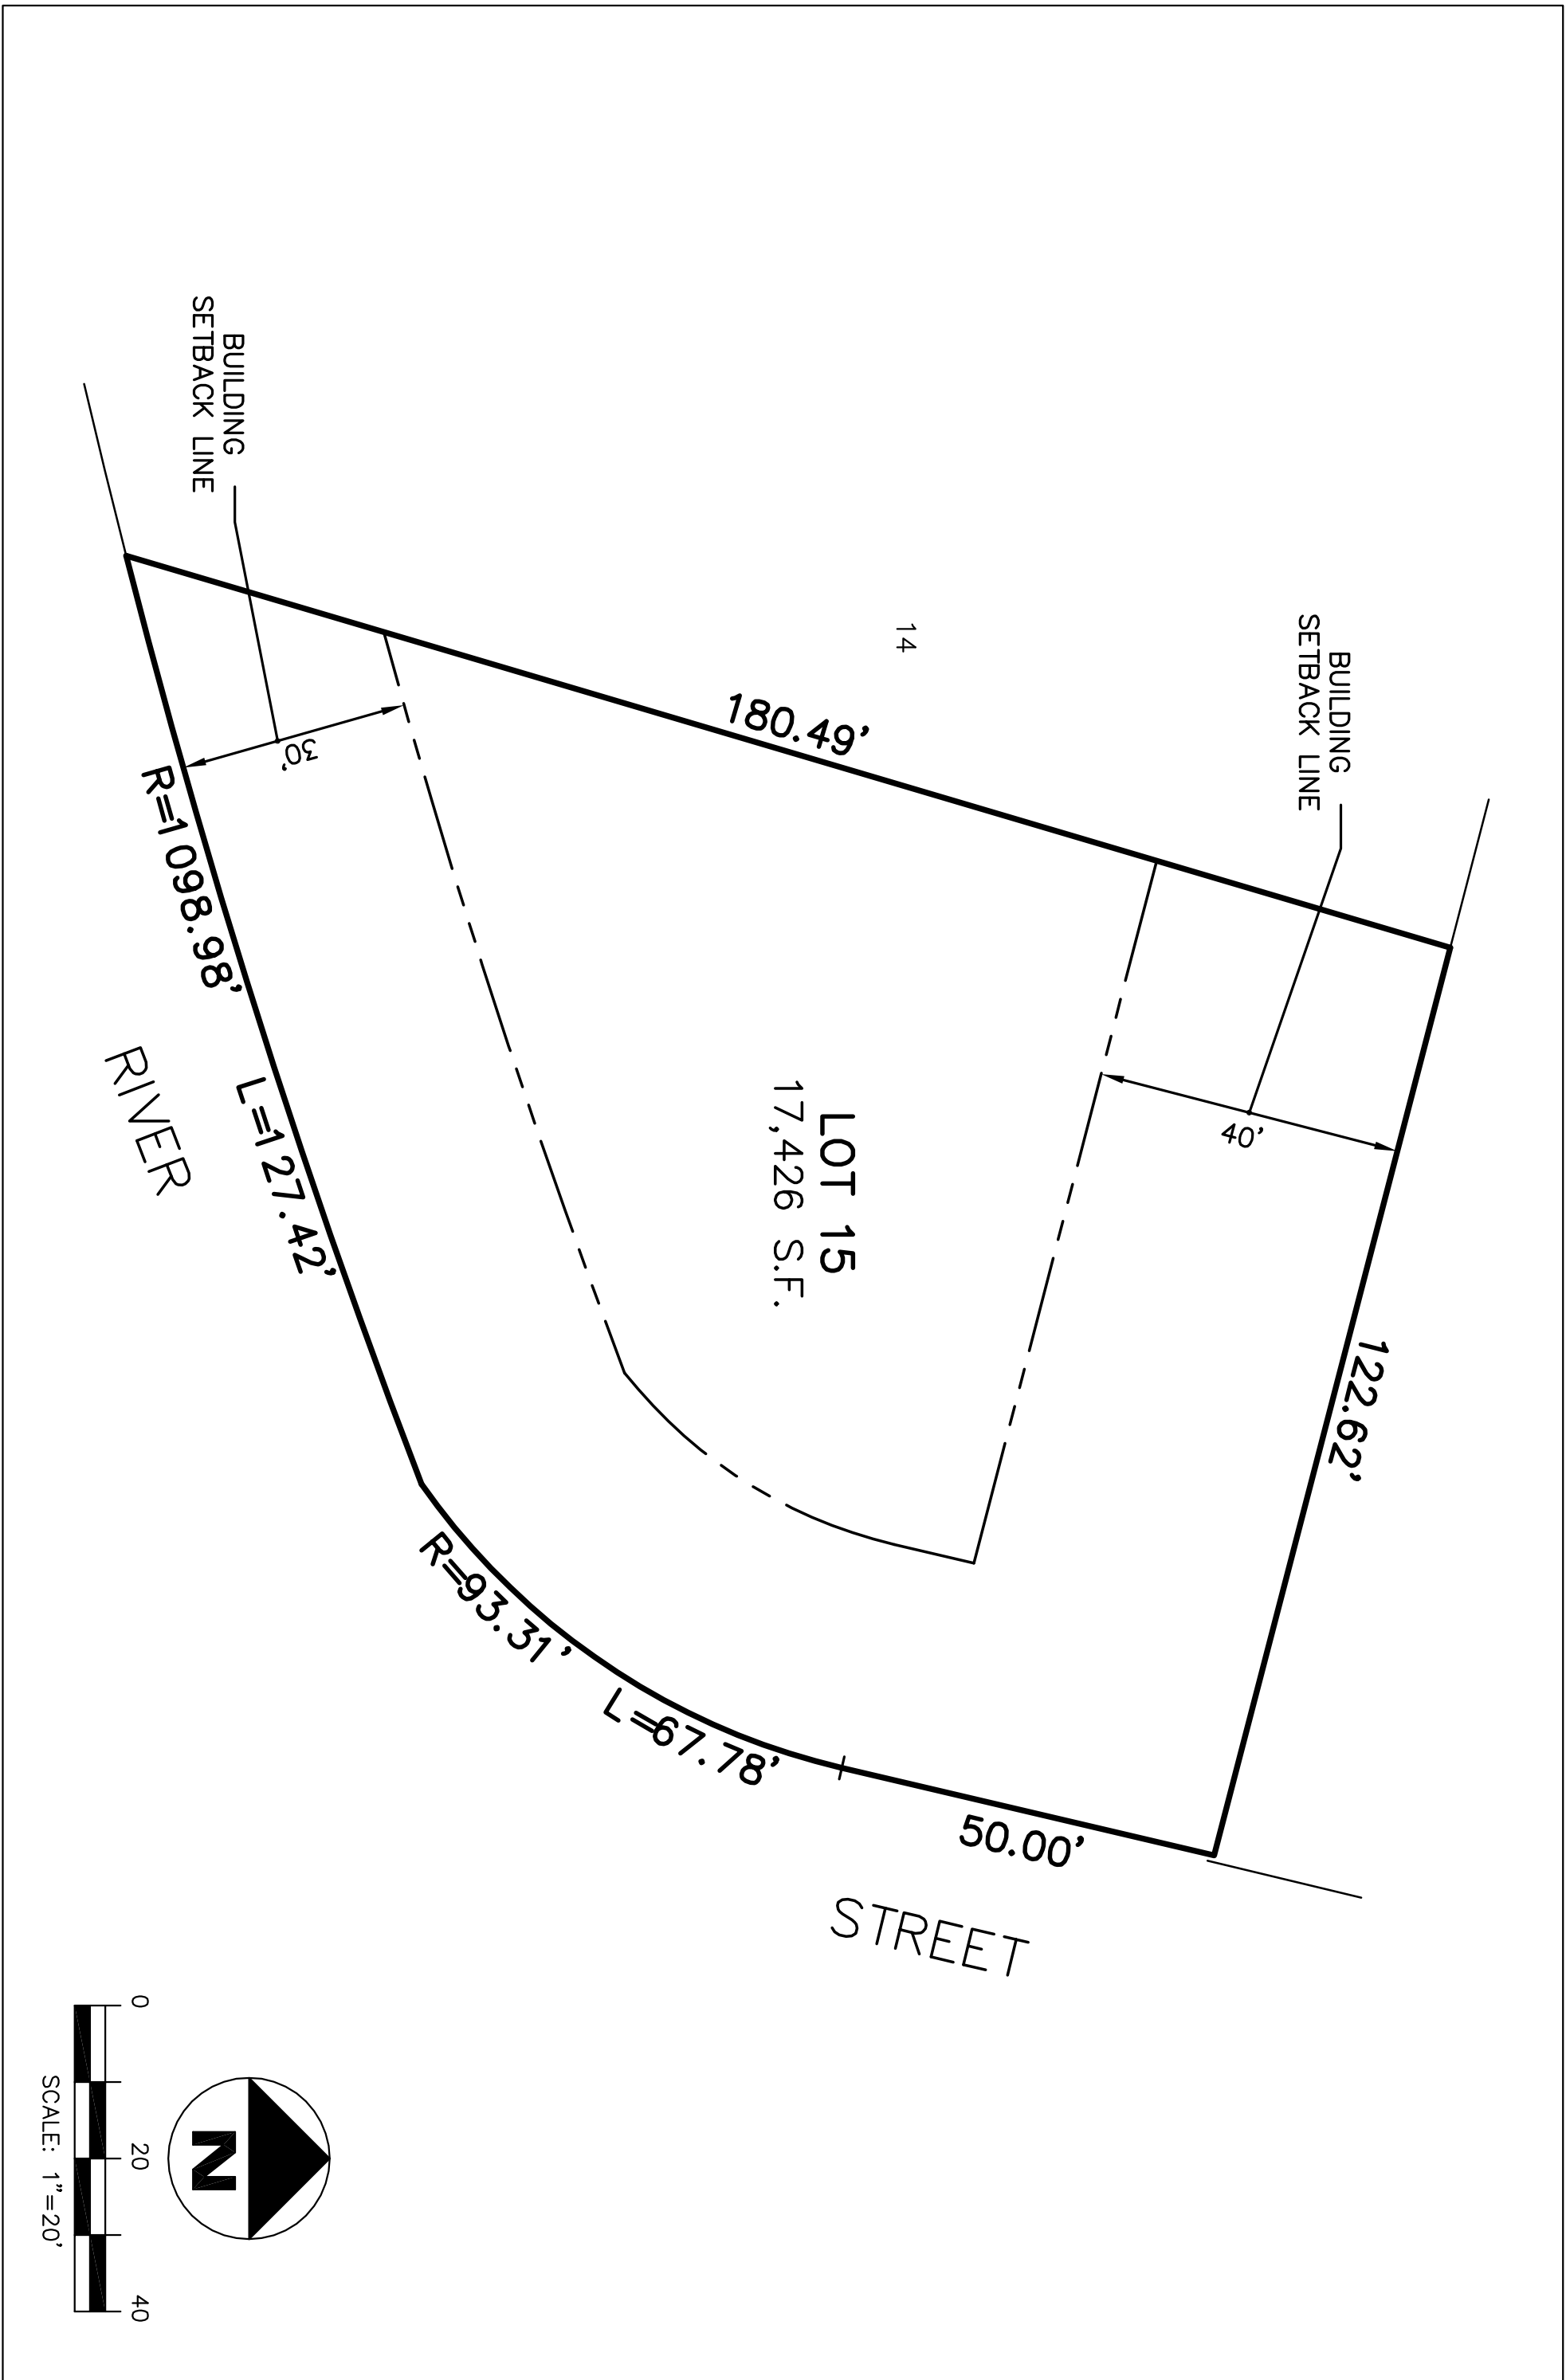 BUILDING
SETBACK LINE
BUILDING
SETBACK LINE
14
180.49'
40'
30'
LOT 15
17,426 S.F.
122.62'
R=1098.98' L=127.42'
RIVER
R=93.31' L=67.78'
50.00'
STREET
N
0 20 40
SCALE: 1"=20'